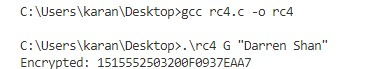 C:\Users\karan\Desktop>gcc rc4.c -o rc4
C:\Users\karan\Desktop>.\rc4 G "Darren Shan"
Encrypted: 1515552503200F0937EAA7